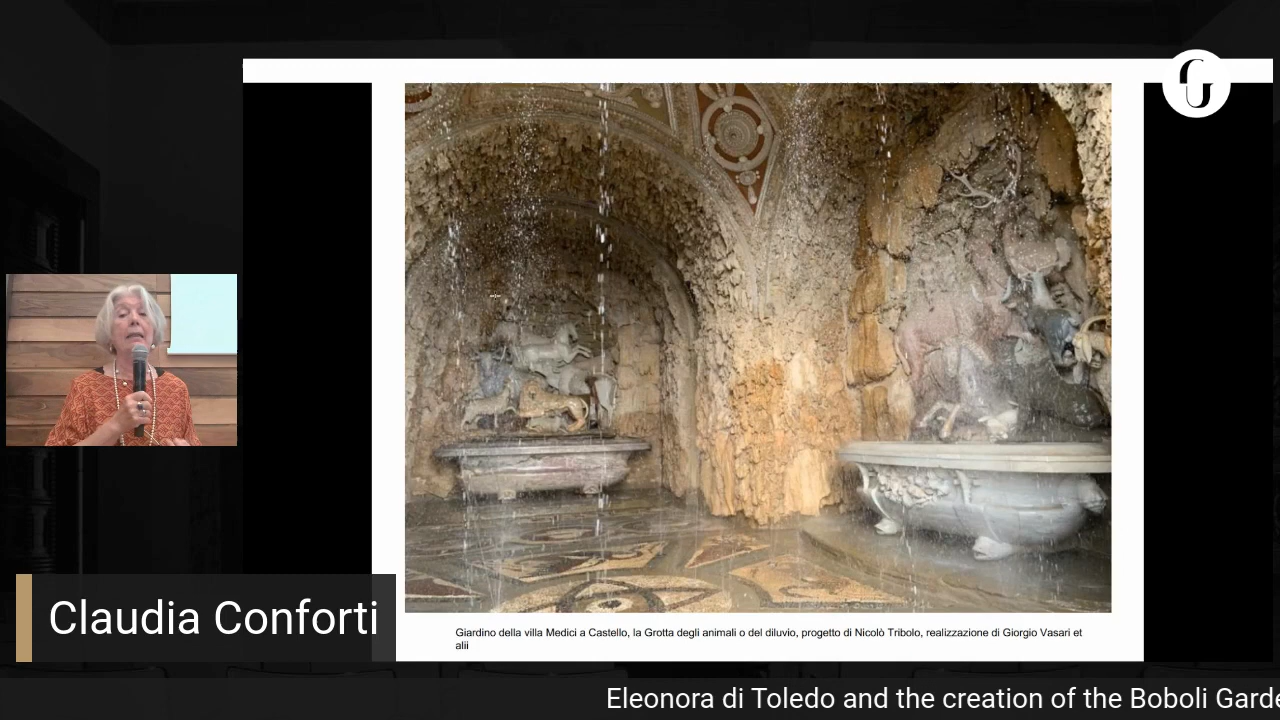 Giardino della villa Medici a Castello, la Grotta degli animali o del diluvio, progetto di Nicolò Tribolo, realizzazione di Giorgio Vasari et
alii
Claudia Conforti
Eleonora di Toledo and the creation of the Boboli Garde